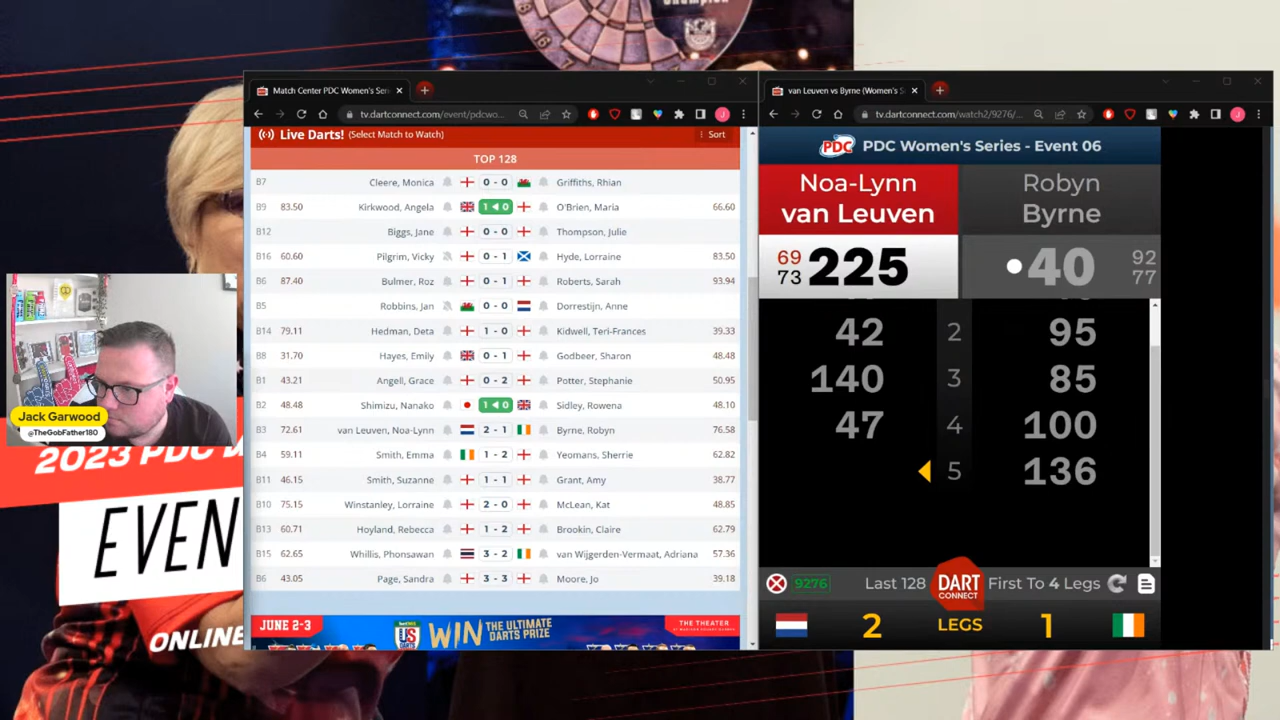 Champion
Match Center PDC Women's Seri
tv.dartconnect.com/event/pdcwo...
Live Darts! (Select Match to Watch)
Sort
TOP 128
B7 Cleere, Monica 0 - 0 Griffiths, Rhian
B9 83.50 Kirkwood, Angela 1 ◀ 0 O'Brien, Maria 66.60
B12 Biggs, Jane 0 - 0 Thompson, Julie
B16 60.60 Pilgrim, Vicky 0 - 1 Hyde, Lorraine 83.50
B6 87.40 Bulmer, Roz 0 - 1 Roberts, Sarah 93.94
B5 Robbins, Jan 0 - 0 Dorrestijn, Anne
B14 79.11 Hedman, Deta 1 - 0 Kidwell, Teri-Frances 39.33
B8 31.70 Hayes, Emily 0 - 1 Godbeer, Sharon 48.48
B1 43.21 Angell, Grace 0 - 2 Potter, Stephanie 50.95
B2 48.48 Shimizu, Nanako 1 ◀ 0 Sidley, Rowena 48.10
B3 72.61 van Leuven, Noa-Lynn 2 - 1 Byrne, Robyn 76.58
B4 59.11 Smith, Emma 1 - 2 Yeomans, Sherrie 62.82
B11 46.15 Smith, Suzanne 1 - 1 Grant, Amy 38.77
B10 75.15 Winstanley, Lorraine 2 - 0 McLean, Kat 48.85
B13 60.71 Hoyland, Rebecca 1 - 2 Brookin, Claire 62.79
B15 62.65 Whillis, Phonsawan 3 - 2 van Wijgerden-Vermaat, Adriana 57.36
B6 43.05 Page, Sandra 3 - 3 Moore, Jo 39.18
JUNE 2-3
US DARTS
WIN THE ULTIMATE DARTS PRIZE
THE THEATER
van Leuven vs Byrne (Women's S
tv.dartconnect.com/watch2/9276/...
PDC PDC Women's Series - Event 06
Noa-Lynn van Leuven
Robyn Byrne
69 73 225
40 92 77
42 2 95
140 3 85
47 4 100
5 136
9276 Last 128 DART CONNECT First To 4 Legs
2 LEGS 1
Jack Garwood
@TheGobFather180
2023 PDC W
EVEN
ONLINE